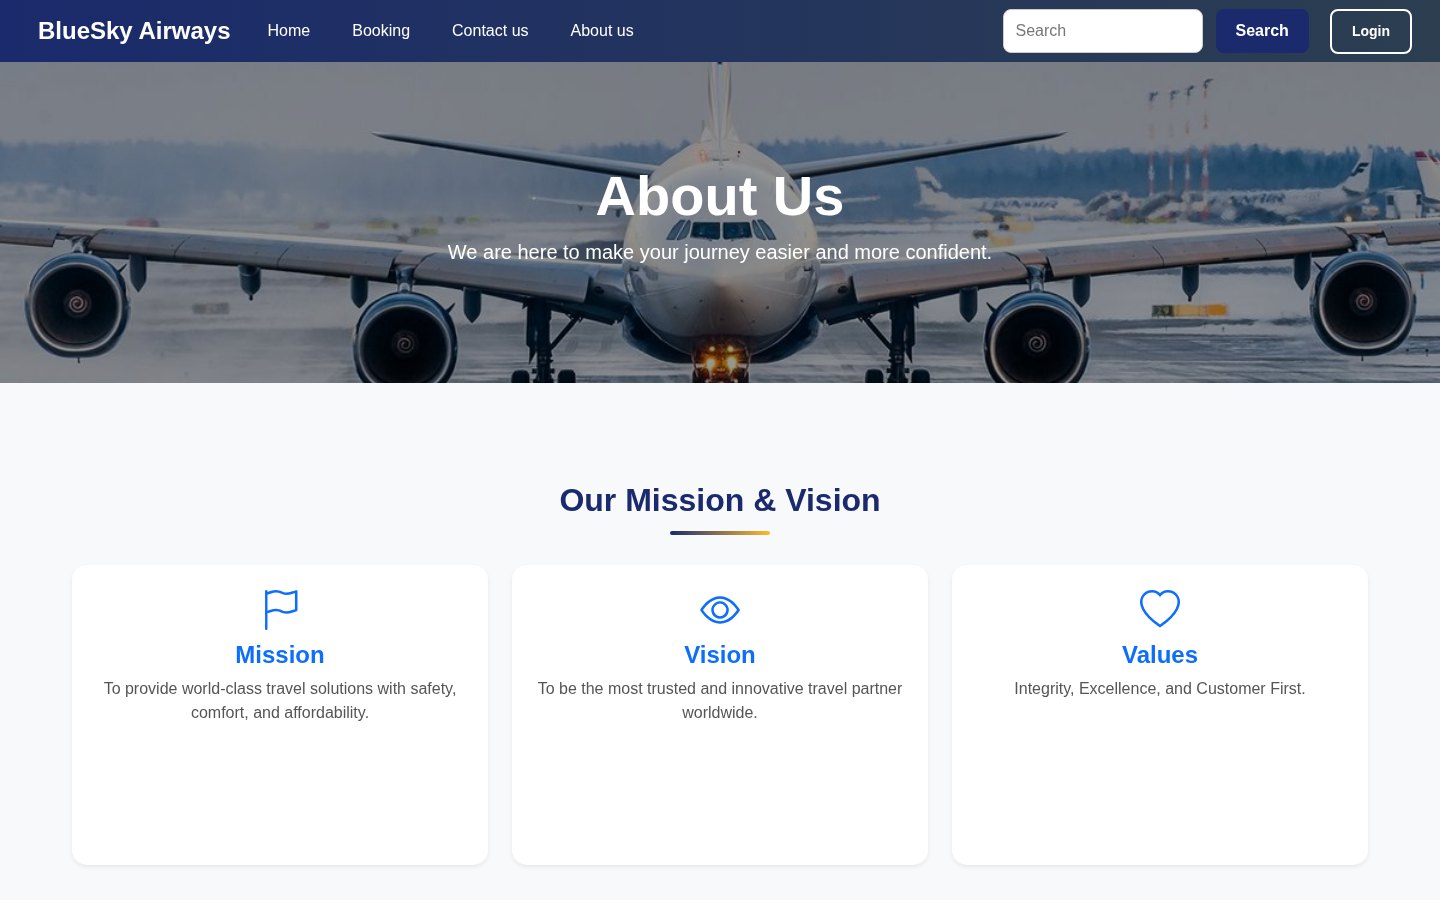 BlueSky Airways
Home
Booking
Contact us
About us
Search
Search
Login
About Us
We are here to make your journey easier and more confident.
Our Mission & Vision
Mission
To provide world-class travel solutions with safety,
comfort, and affordability.
Vision
To be the most trusted and innovative travel partner
worldwide.
Values
Integrity, Excellence, and Customer First.